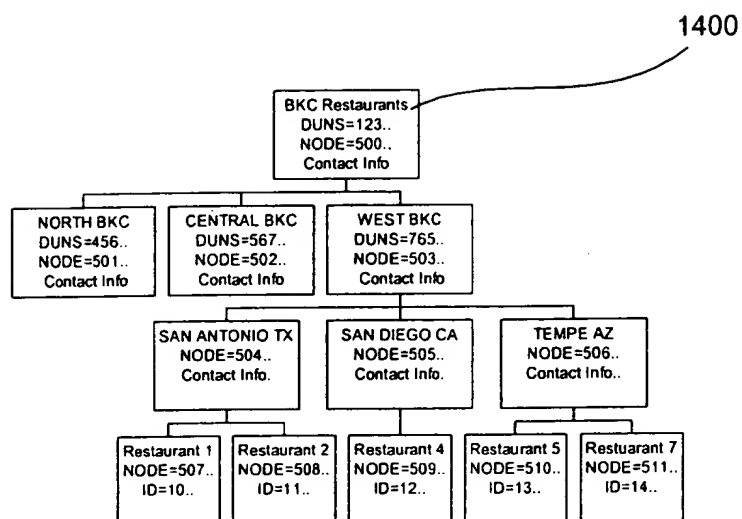 1400
BKC Restaurants
DUNS=123..
NODE=500..
Contact Info
NORTH BKC
DUNS=456..
NODE=501..
Contact Info
CENTRAL BKC
DUNS=567..
NODE=502..
Contact Info
WEST BKC
DUNS=765..
NODE=503..
Contact Info
SAN ANTONIO TX
NODE=504..
Contact Info.
SAN DIEGO CA
NODE=505..
Contact Info.
TEMPE AZ
NODE=506..
Contact Info..
Restaurant 1
NODE=507..
ID=10..
Restaurant 2
NODE=508..
ID=11..
Restaurant 4
NODE=509..
ID=12..
Restaurant 5
NODE=510..
ID=13..
Restuarant 7
NODE=511..
ID=14..